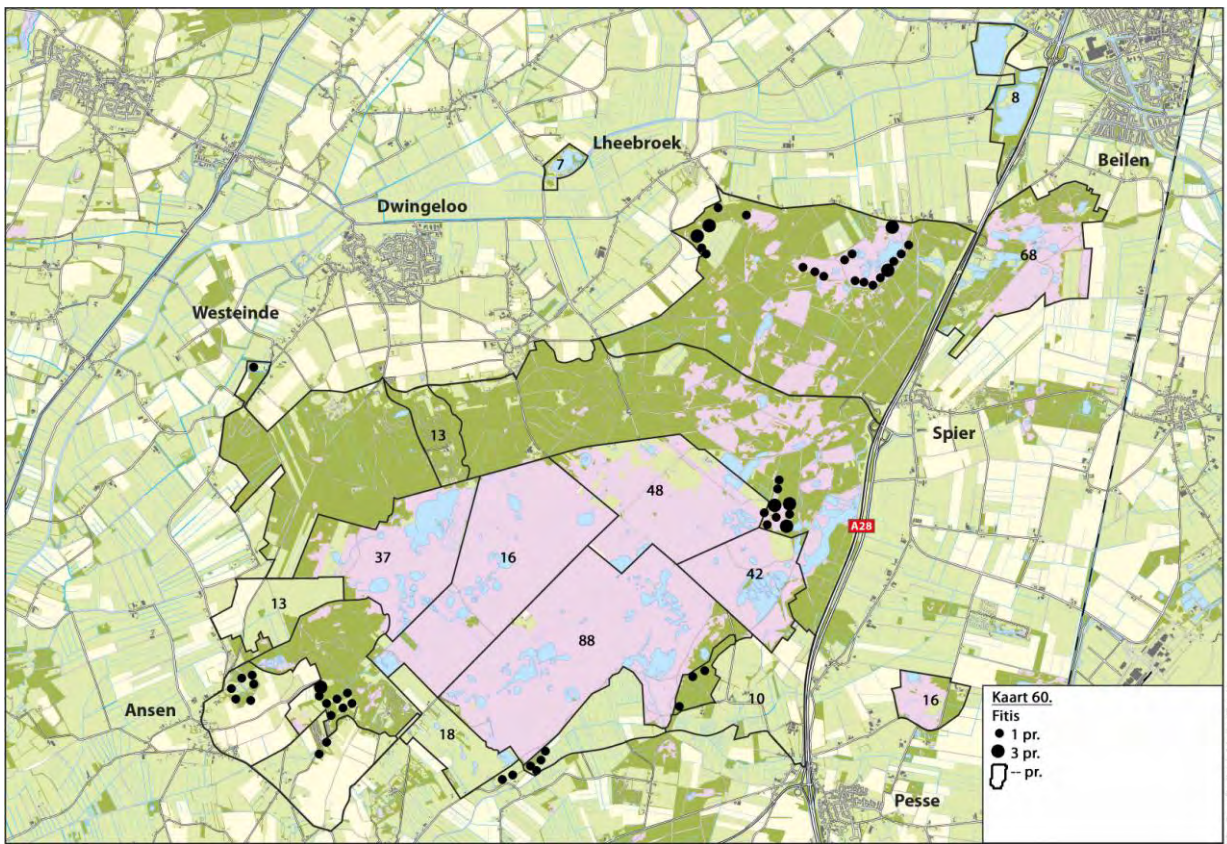 8
Lheebroek
Beilen
7
Dwingeloo
68
Westeinde
13
Spier
48
A28
37
16
42
13
88
10
16
Ansen
18
Pesse
Kaart 60.
Fitis
1 pr.
3 pr.
-- pr.